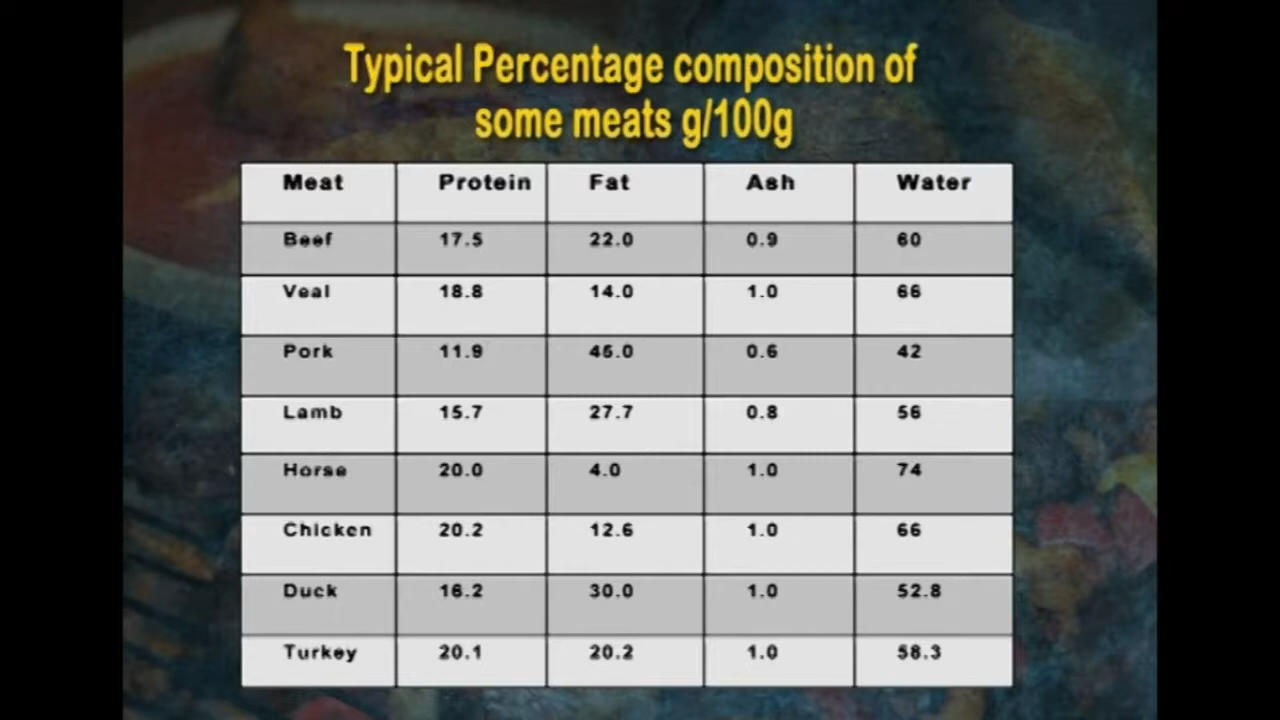 Typical Percentage composition of
some meats g/100g
Meat Protein Fat Ash Water
Beef 17.5 22.0 0.9 60
Veal 18.8 14.0 1.0 66
Pork 11.9 45.0 0.6 42
Lamb 15.7 27.7 0.8 56
Horse 20.0 4.0 1.0 74
Chicken 20.2 12.6 1.0 66
Duck 16.2 30.0 1.0 52.8
Turkey 20.1 20.2 1.0 58.3